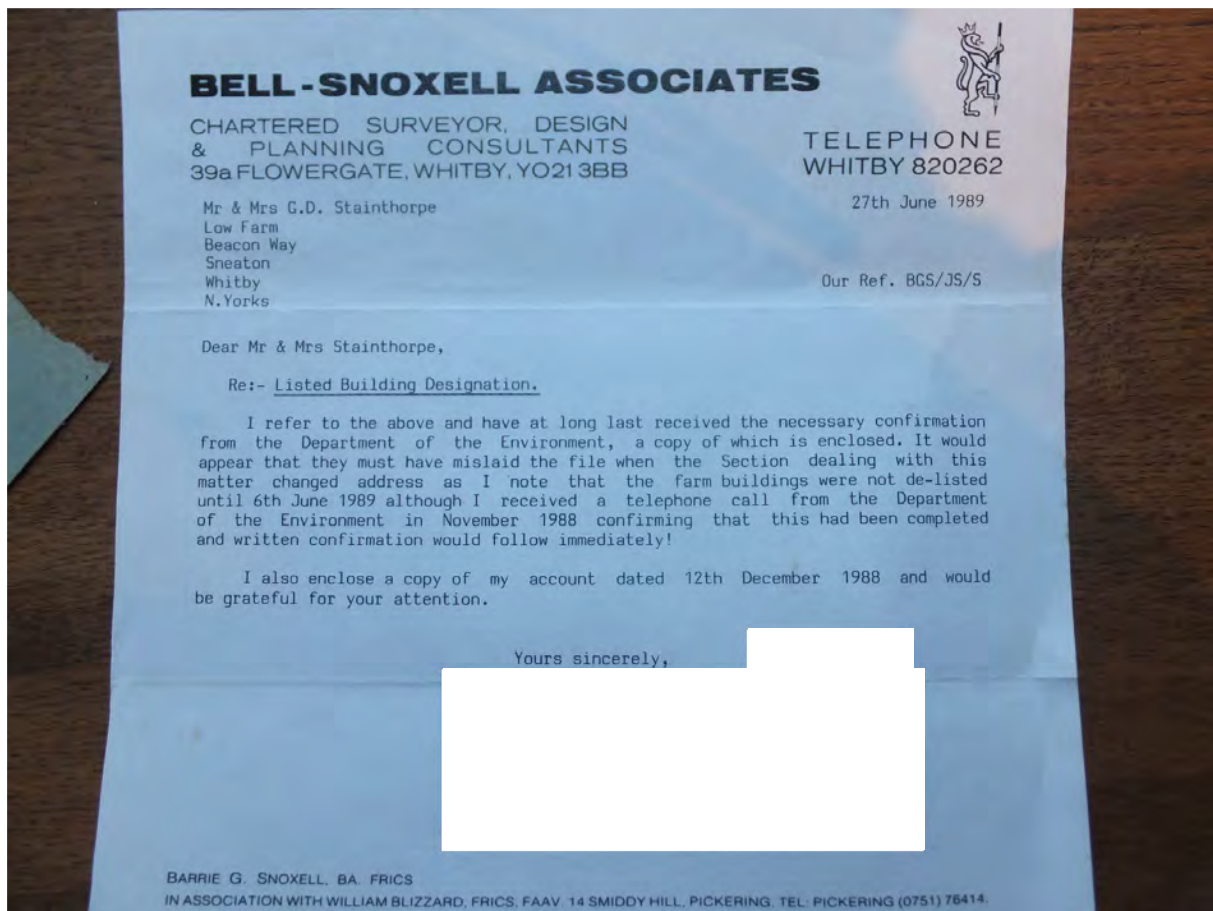 BELL-SNOXELL ASSOCIATES
CHARTERED SURVEYOR, DESIGN
& PLANNING CONSULTANTS
39a FLOWERGATE, WHITBY, YO21 3BB
TELEPHONE
WHITBY 820262
27th June 1989
Mr & Mrs G.D. Stainthorpe
Low Farm
Beacon Way
Sneaton
Whitby
N.Yorks
Our Ref. BGS/JS/S
Dear Mr & Mrs Stainthorpe,
Re:- Listed Building Designation.
I refer to the above and have at long last received the necessary confirmation
from the Department of the Environment, a copy of which is enclosed. It would
appear that they must have mislaid the file when the Section dealing with this
matter changed address as I note that the farm buildings were not de-listed
until 6th June 1989 although I received a telephone call from the Department
of the Environment in November 1988 confirming that this had been completed
and written confirmation would follow immediately!
I also enclose a copy of my account dated 12th December 1988 and would
be grateful for your attention.
Yours sincerely,
BARRIE G. SNOXELL, BA. FRICS
IN ASSOCIATION WITH WILLIAM BLIZZARD, FRICS, FAAV. 14 SMIDDY HILL, PICKERING. TEL: PICKERING (0751) 76414.